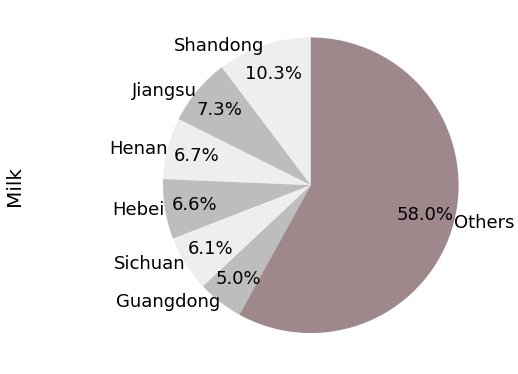 Shandong
10.3%
Jiangsu
7.3%
Henan
6.7%
Milk
Hebei
6.6%
58.0%
Others
6.1%
Sichuan
5.0%
Guangdong